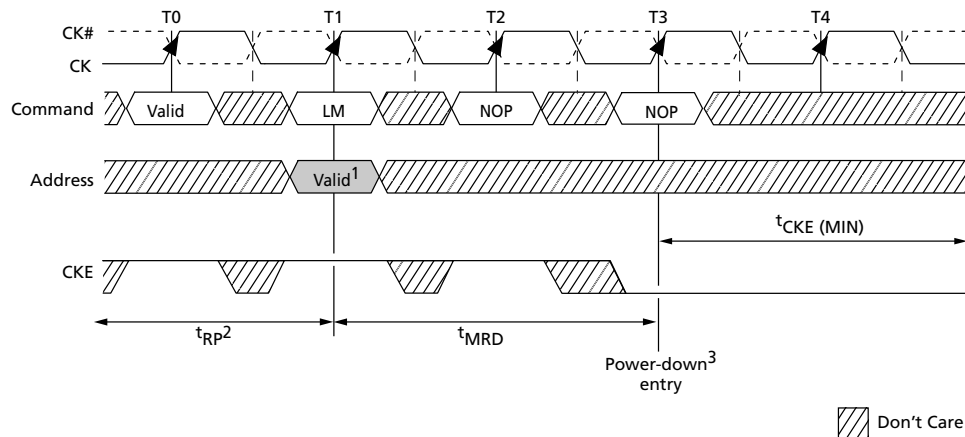 T0 T1 T2 T3 T4
CK#
CK
Command Valid LM NOP NOP
Address Valid1
tCKE (MIN)
CKE
tRP2 tMRD
Power-down3
entry
Don't Care